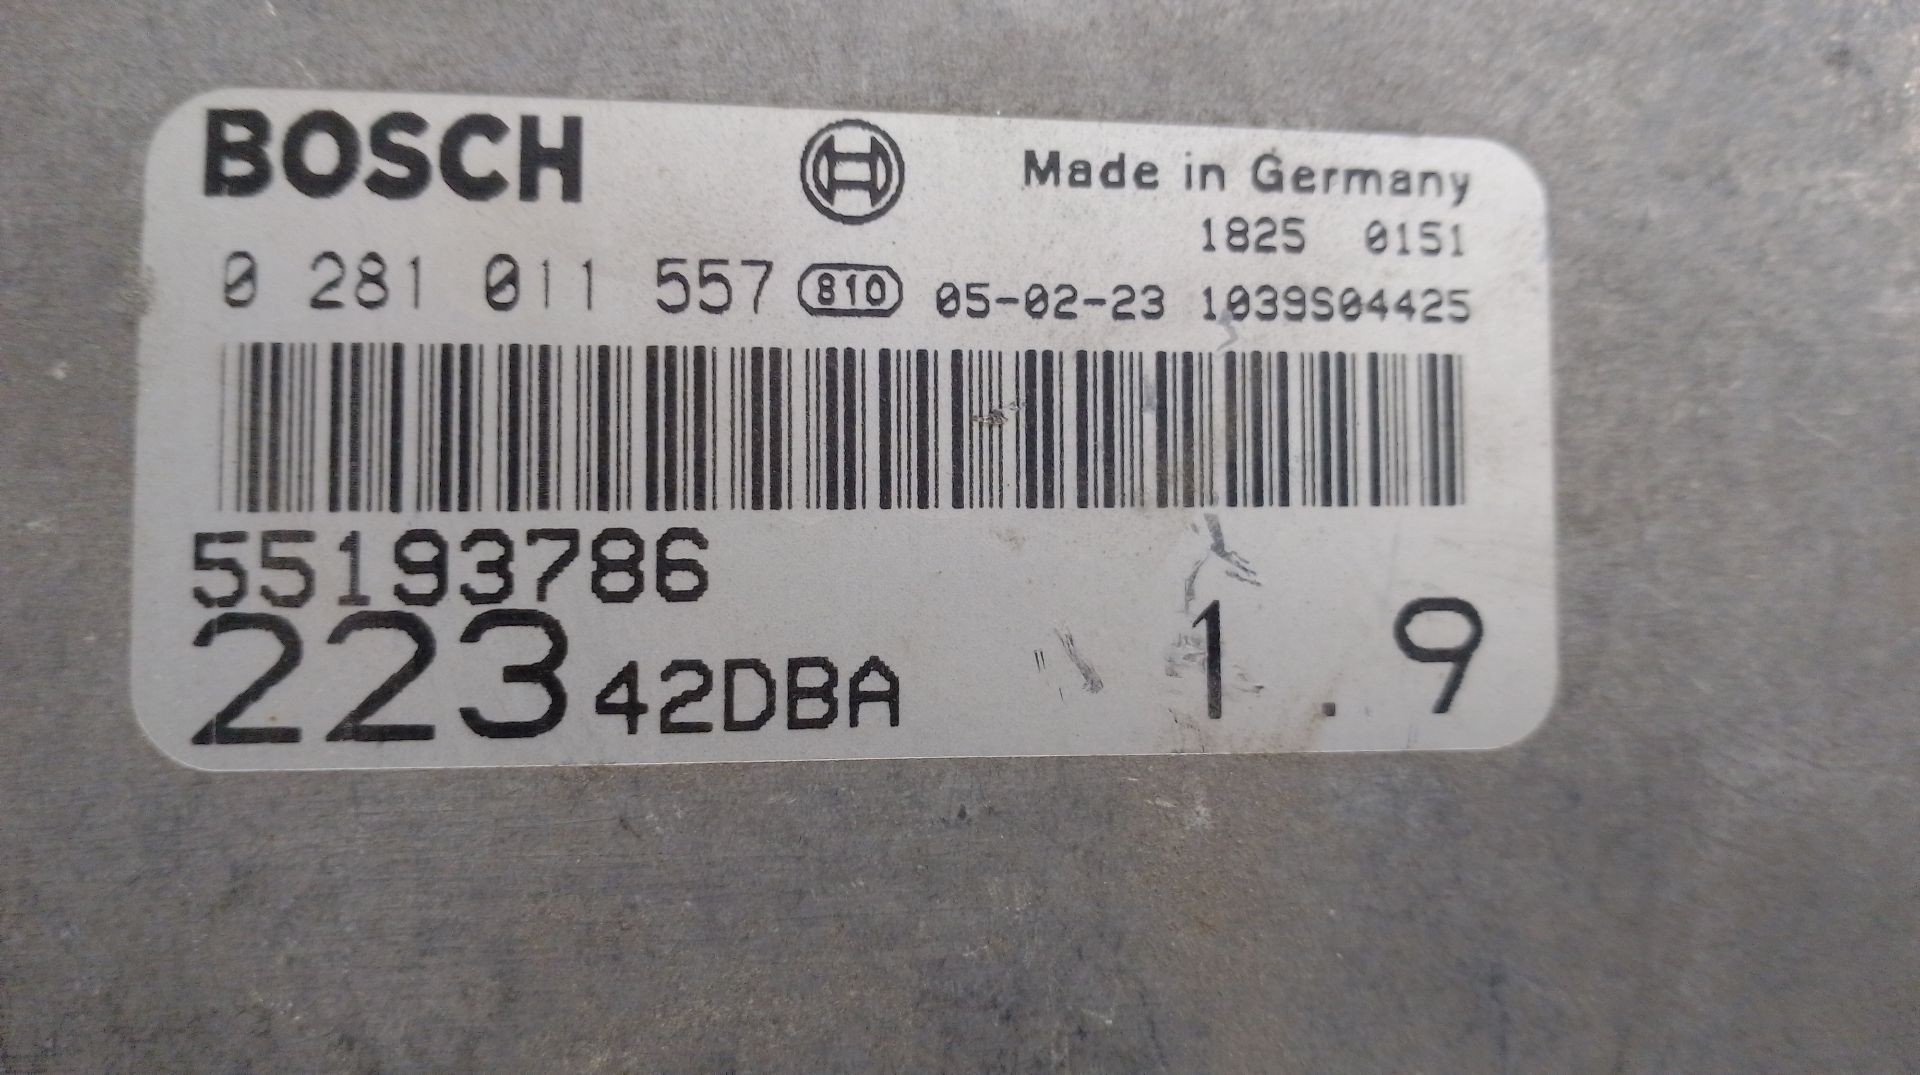 BOSCH
Made in Germany
1825 0151
0 281 011 557 810 05-02-23 1039S04425
55193786
223 42DBA 1.9